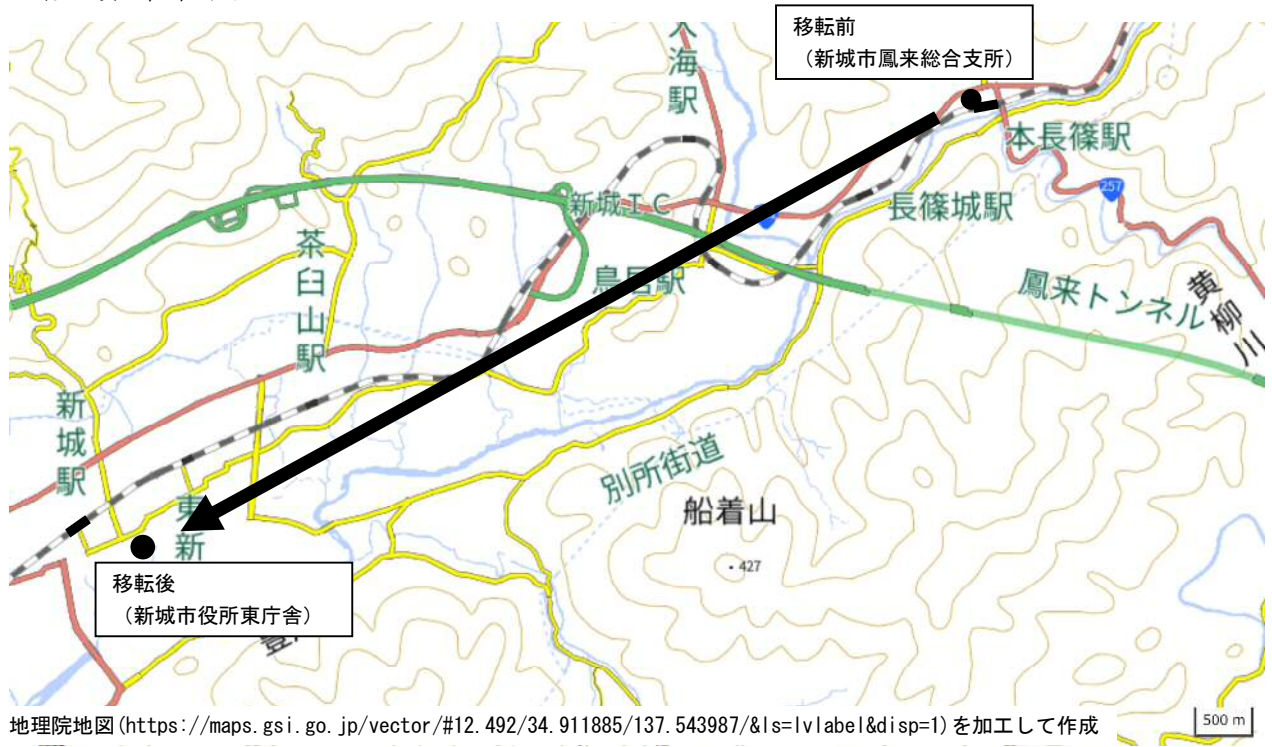 移転前
(新城市鳳来総合支所)
海駅
本長篠駅
257
新城IC
長篠城駅
茶臼山駅
鳥居駅
鳳来トンネル
黄柳川
新城駅
別所街道
船着山
・427
東新
移転後
(新城市役所東庁舎)
地理院地図(https://maps.gsi.go.jp/vector/#12.492/34.911885/137.543987/&ls=lvlabel&disp=1)を加工して作成
500 m